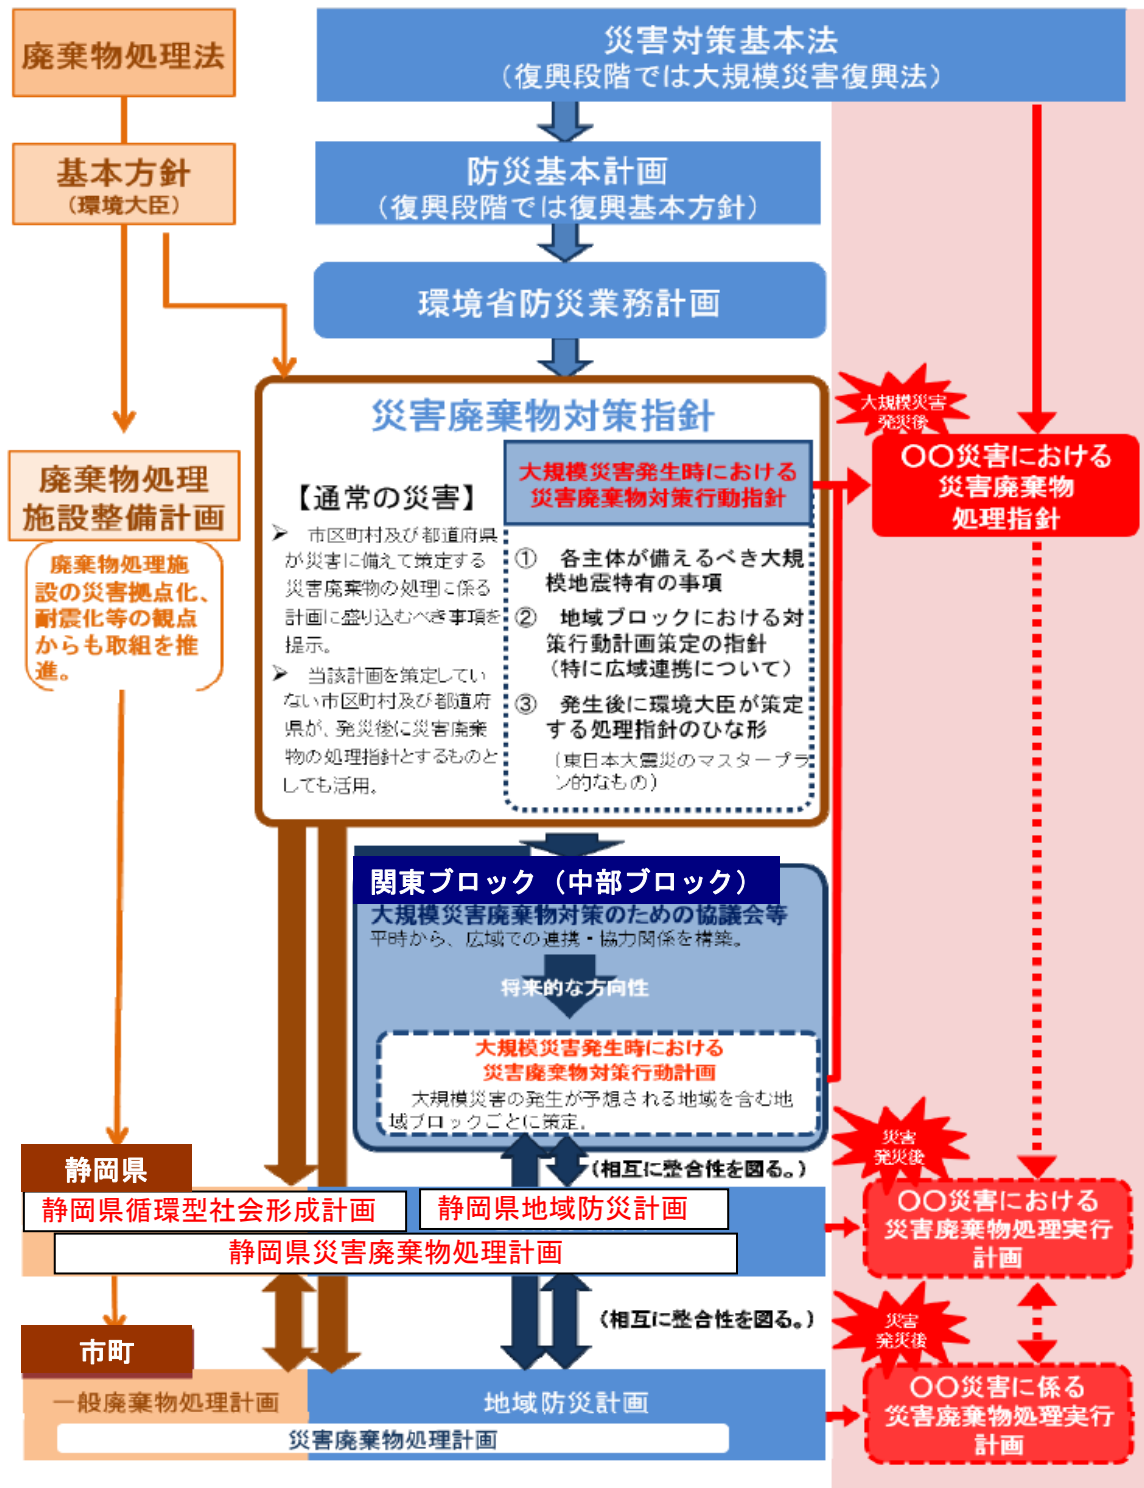 廃棄物処理法
災害対策基本法
（復興段階では大規模災害復興法）
基本方針
（環境大臣）
防災基本計画
（復興段階では復興基本方針）
環境省防災業務計画
災害廃棄物対策指針
大規模災害
発災後
廃棄物処理
施設整備計画
廃棄物処理施
設の災害拠点化、
耐震化等の観点
からも取組を推
進。
【通常の災害】
➢ 市区町村及び都道府県
が災害に備えて策定する
災害廃棄物の処理に係る
計画に盛り込むべき事項を
提示。
➢ 当該計画を策定してい
ない市区町村及び都道府
県が、発災後に災害廃棄
物の処理指針とするものと
しても活用。
大規模災害発生時における
災害廃棄物対策行動指針
① 各主体が備えるべき大規
模地震特有の事項
② 地域ブロックにおける対
策行動計画策定の指針
（特に広域連携について）
③ 発生後に環境大臣が策定
する処理指針のひな形
（東日本大震災のマスタープラ
ン的なもの）
〇〇災害における
災害廃棄物
処理指針
関東ブロック（中部ブロック）
大規模災害廃棄物対策のための協議会等
平時から、広域での連携・協力関係を構築。
将来的な方向性
大規模災害発生時における
災害廃棄物対策行動計画
大規模災害の発生が予想される地域を含む地
域ブロックごとに策定。
災害
発災後
（相互に整合性を図る。）
静岡県
静岡県循環型社会形成計画
静岡県地域防災計画
静岡県災害廃棄物処理計画
〇〇災害における
災害廃棄物処理実行
計画
（相互に整合性を図る。）
災害
発災後
市町
一般廃棄物処理計画
地域防災計画
災害廃棄物処理計画
〇〇災害に係る
災害廃棄物処理実行
計画